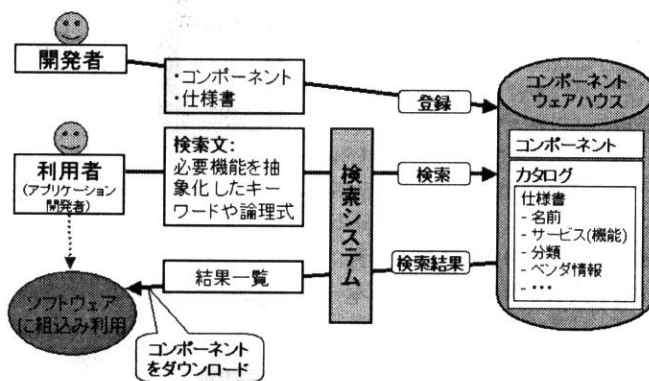 開発者
・コンポーネント
・仕様書
登録
コンポーネント
ウェアハウス
利用者
(アプリケーション
開発者)
検索文:
必要機能を抽
象化したキー
ワードや論理式
検索システム
検索
コンポーネント
カタログ
仕様書
- 名前
- サービス(機能)
- 分類
- ベンダ情報
- ・・・
検索結果
結果一覧
ソフトウェア
に組込み利用
コンポーネント
をダウンロード